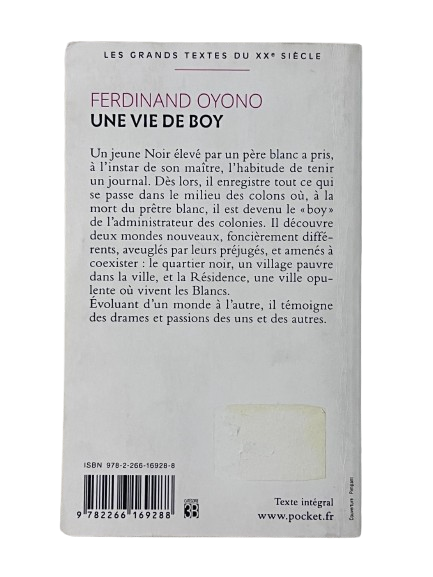 LES GRANDS TEXTES DU XXᵉ SIÈCLE
FERDINAND OYONO
UNE VIE DE BOY
Un jeune Noir élevé par un père blanc a pris,
à l'instar de son maître, l'habitude de tenir
un journal. Dès lors, il enregistre tout ce qui
se passe dans le milieu des colons où, à la
mort du prêtre blanc, il est devenu le «boy»
de l'administrateur des colonies. Il découvre
deux mondes nouveaux, foncièrement diffé-
rents, aveuglés par leurs préjugés, et amenés à
coexister : le quartier noir, un village pauvre
dans la ville, et la Résidence, une ville opu-
lente où vivent les Blancs.
Évoluant d'un monde à l'autre, il témoigne
des drames et passions des uns et des autres.
ISBN 978-2-266-16928-8
9 782266 169288
CATÉGORIE
3B
Texte intégral
www.pocket.fr
Couverture : Penguin